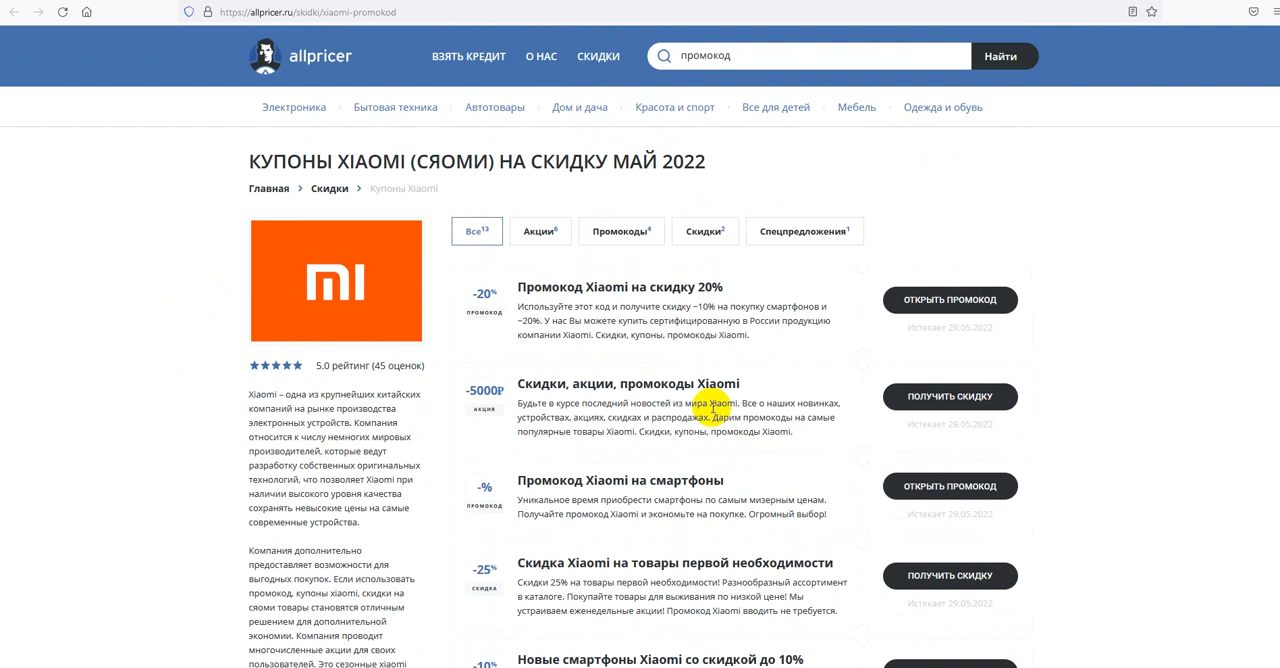 https://allpricer.ru/skidki/xiaomi-promokod
allpricer
ВЗЯТЬ КРЕДИТ
О НАС
СКИДКИ
промокод
Найти
Электроника
Бытовая техника
Автотовары
Дом и дача
Красота и спорт
Все для детей
Мебель
Одежда и обувь
КУПОНЫ XIAOMI (СЯОМИ) НА СКИДКУ МАЙ 2022
Главная > Скидки > Купоны Xiaomi
mi
5.0 рейтинг (45 оценок)
Xiaomi – одна из крупнейших китайских
компаний на рынке производства
электронных устройств. Компания
относится к числу немногих мировых
производителей, которые ведут
разработку собственных оригинальных
технологий, что позволяет Xiaomi при
наличии высокого уровня качества
сохранять невысокие цены на самые
современные устройства.
Компания дополнительно
предоставляет возможности для
выгодных покупок. Если использовать
промокод, купоны xiaomi, скидки на
сяоми товары становятся отличным
решением для дополнительной
экономии. Компания проводит
многочисленные акции для своих
пользователей. Это сезонные xiaomi
Все 13
Акции 6
Промокоды 4
Скидки 2
Спецпредложения 1
-20%
ПРОМОКОД
Промокод Xiaomi на скидку 20%
Используйте этот код и получите скидку −10% на покупку смартфонов и
−20%. У нас Вы можете купить сертифицированную в России продукцию
компании Xiaomi. Скидки, купоны, промокоды Xiaomi.
ОТКРЫТЬ ПРОМОКОД
Истекает 29.05.2022
-5000₽
АКЦИЯ
Скидки, акции, промокоды Xiaomi
Будьте в курсе последний новостей из мира Xiaomi. Все о наших новинках,
устройствах, акциях, скидках и распродажах. Дарим промокоды на самые
популярные товары Xiaomi. Скидки, купоны, промокоды Xiaomi.
ПОЛУЧИТЬ СКИДКУ
Истекает 29.05.2022
-%
ПРОМОКОД
Промокод Xiaomi на смартфоны
Уникальное время приобрести смартфоны по самым мизерным ценам.
Получайте промокод Xiaomi и экономьте на покупке. Огромный выбор!
ОТКРЫТЬ ПРОМОКОД
Истекает 29.05.2022
-25%
СКИДКА
Скидка Xiaomi на товары первой необходимости
Скидки 25% на товары первой необходимости! Разнообразный ассортимент
в каталоге. Покупайте товары для выживания по низкой цене! Мы
устраиваем еженедельные акции! Промокод Xiaomi вводить не требуется.
ПОЛУЧИТЬ СКИДКУ
Истекает 29.05.2022
-10%
Новые смартфоны Xiaomi со скидкой до 10%